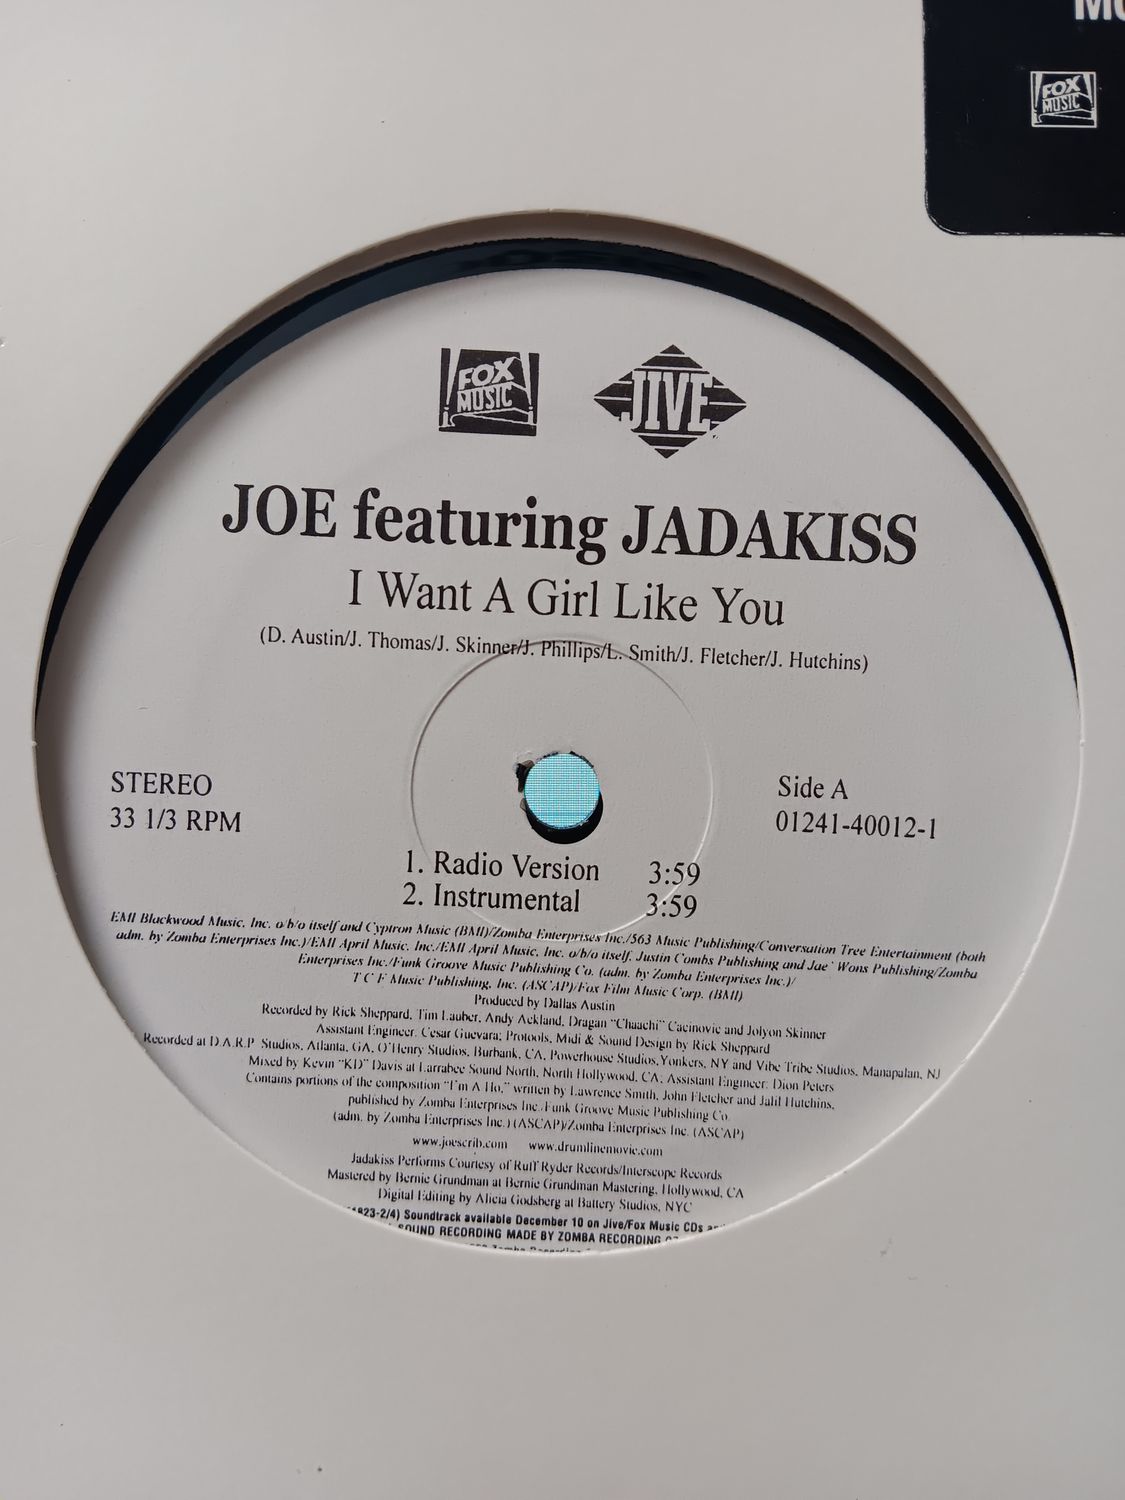 FOX
MUSIC
FOX
MUSIC
JIVE
JOE featuring JADAKISS
I Want A Girl Like You
(D. Austin/J. Thomas/J. Skinner/J. Phillips/L. Smith/J. Fletcher/J. Hutchins)
STEREO
33 1/3 RPM
Side A
01241-40012-1
1. Radio Version 3:59
2. Instrumental 3:59
EMI Blackwood Music, Inc. o/b/o itself and Cyptron Music (BMI)/Zomba Enterprises Inc./563 Music Publishing/Conversation Tree Entertainment (both
adm. by Zomba Enterprises Inc.)/EMI April Music, Inc./EMI April Music, Inc. o/b/o itself, Justin Combs Publishing and Jae' Wons Publishing/Zomba
Enterprises Inc./Funk Groove Music Publishing Co. (adm. by Zomba Enterprises Inc.)/
T C F Music Publishing, Inc. (ASCAP)/Fox Film Music Corp. (BMI)
Produced by Dallas Austin
Recorded by Rick Sheppard, Tim Lauber, Andy Ackland, Dragan "Chaachi" Cacinovic and Jolyon Skinner
Assistant Engineer: Cesar Guevara; Protools, Midi & Sound Design by Rick Sheppard
Recorded at D.A.R.P. Studios, Atlanta, GA, O'Henry Studios, Burbank, CA, Powerhouse Studios, Yonkers, NY and Vibe Tribe Studios, Manapalan, NJ
Mixed by Kevin "KD" Davis at Larrabee Sound North, North Hollywood, CA; Assistant Engineer: Dion Peters
Contains portions of the composition "I'm A Ho," written by Lawrence Smith, John Fletcher and Jalil Hutchins,
published by Zomba Enterprises Inc./Funk Groove Music Publishing Co.
(adm. by Zomba Enterprises Inc.) (ASCAP)/Zomba Enterprises Inc. (ASCAP)
www.joescrib.com www.drumlinemovie.com
Jadakiss Performs Courtesy of Ruff Ryder Records/Interscope Records
Mastered by Bernie Grundman at Bernie Grundman Mastering, Hollywood, CA
Digital Editing by Alicia Godsberg at Battery Studios, NYC
Soundtrack available December 10 on Jive/Fox Music CDs
SOUND RECORDING MADE BY ZOMBA RECORDING